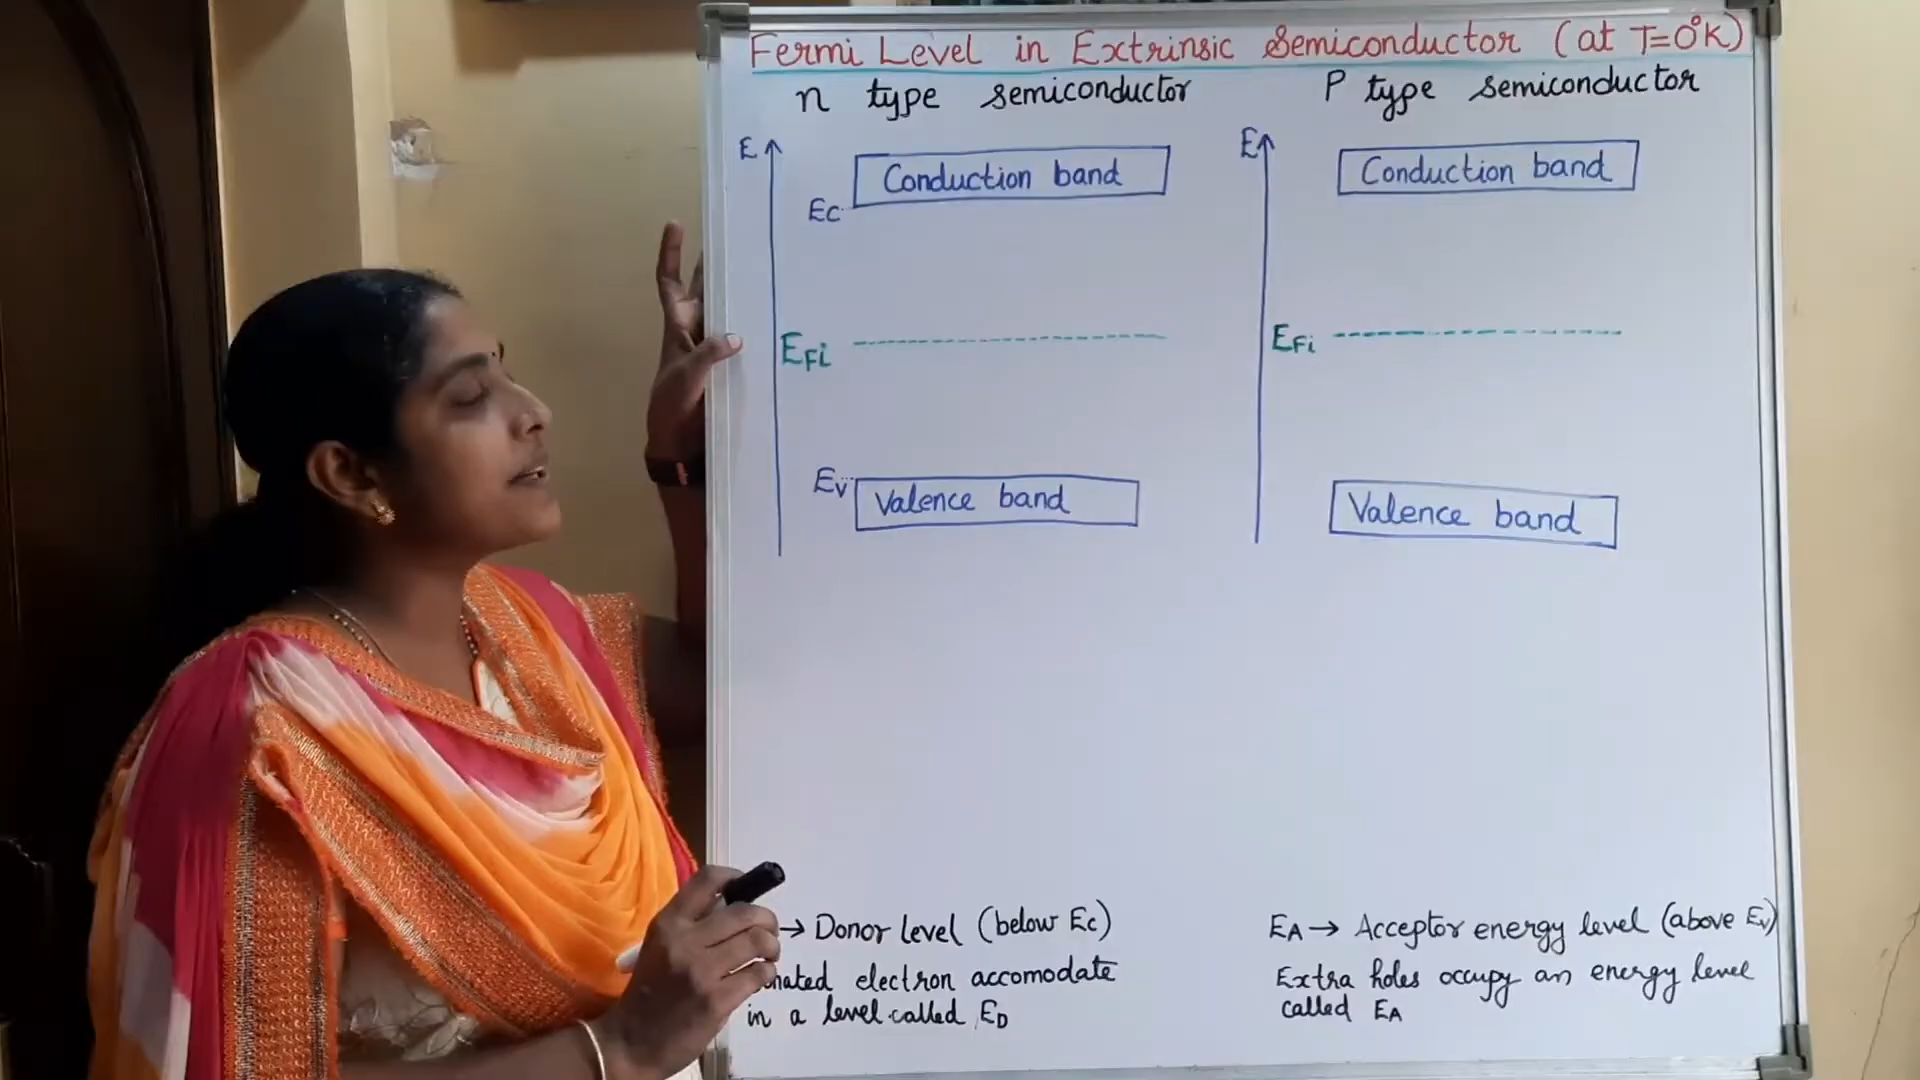 Fermi Level in Extrinsic Semiconductor (at T=0°K)
n type semiconductor
E
Conduction band
Ec
EFi
Ev
Valence band
→ Donor level (below Ec)
electron accomodate
in a level called ED
P type semiconductor
E
Conduction band
EFi
Valence band
EA → Acceptor energy level (above Ev)
Extra holes occupy an energy level
called EA